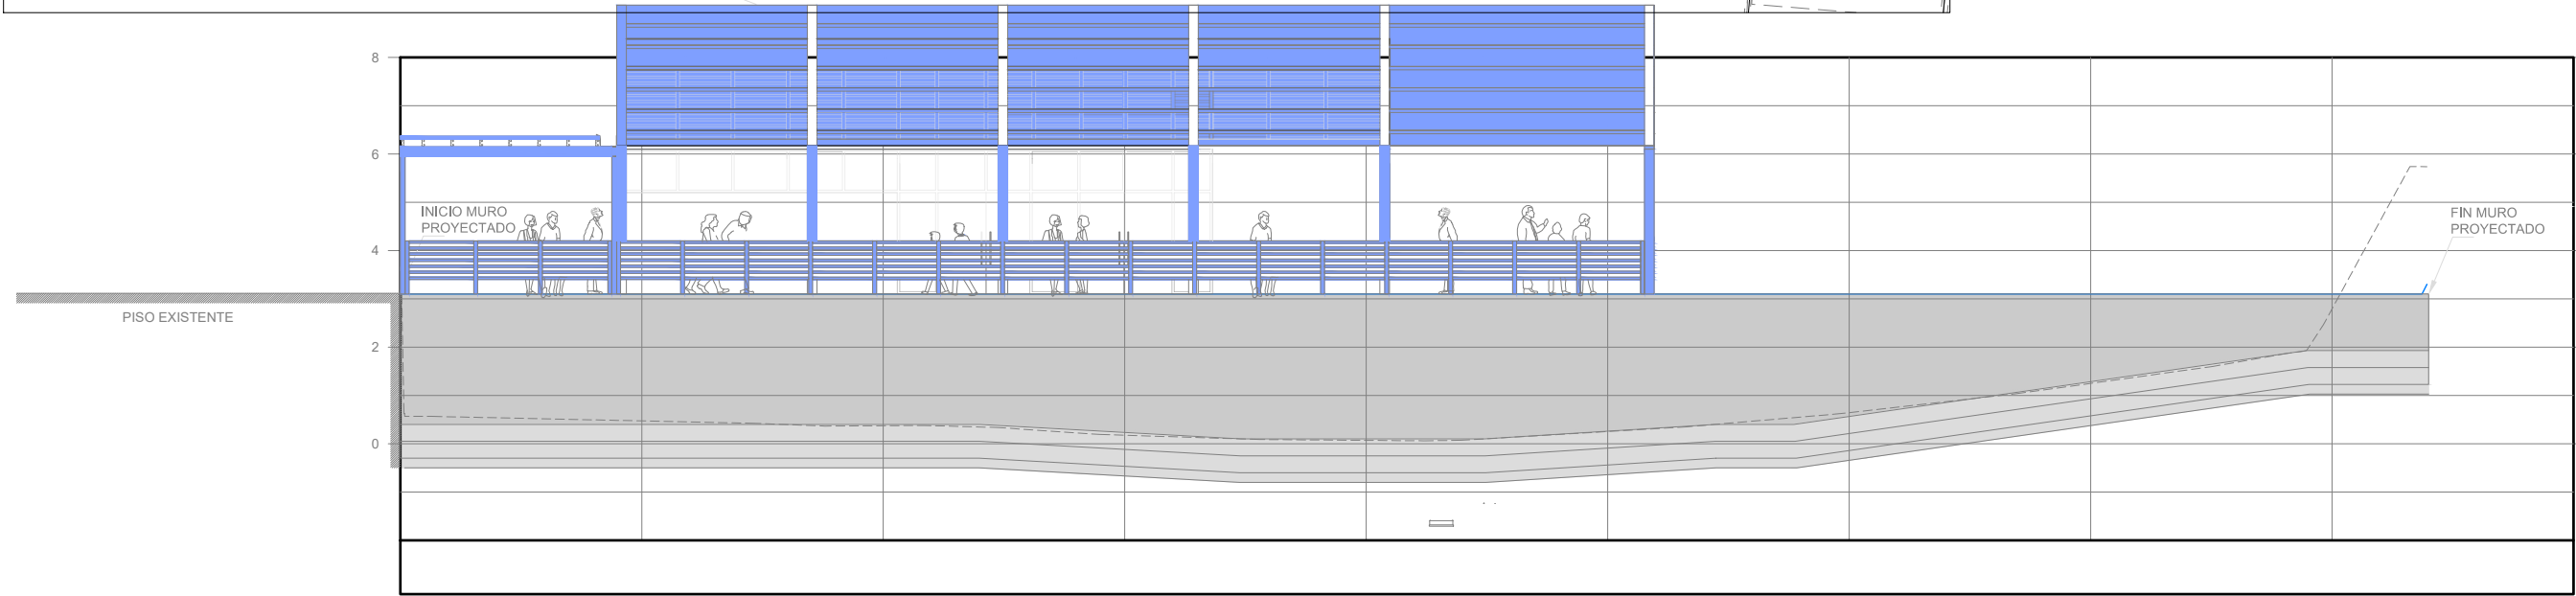 8
6
INICIO MURO
PROYECTADO
FIN MURO
PROYECTADO
4
PISO EXISTENTE
2
0